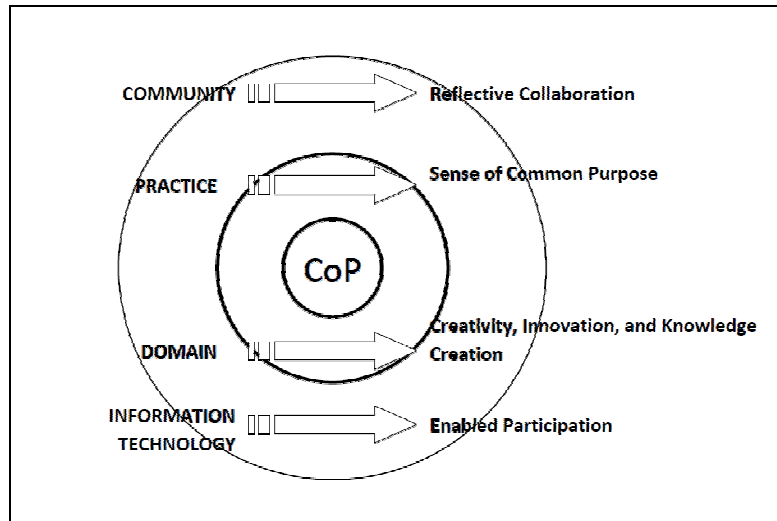 COMMUNITY
Reflective Collaboration
PRACTICE
Sense of Common Purpose
CoP
DOMAIN
Creativity, Innovation, and Knowledge
Creation
INFORMATION
TECHNOLOGY
Enabled Participation